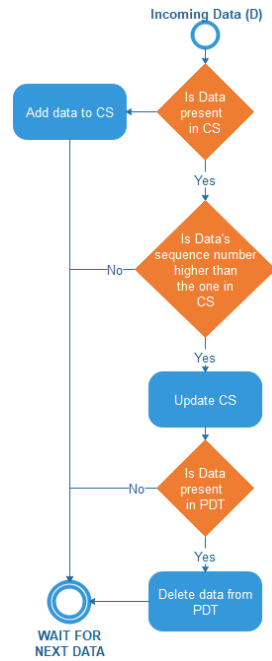 Incoming Data (D)
Is Data
present
in CS
Add data to CS
Yes
Is Data's
sequence number
higher than
the one in
CS
No
Yes
Update CS
Is Data
present
in PDT
No
Yes
Delete data from
PDT
WAIT FOR
NEXT DATA